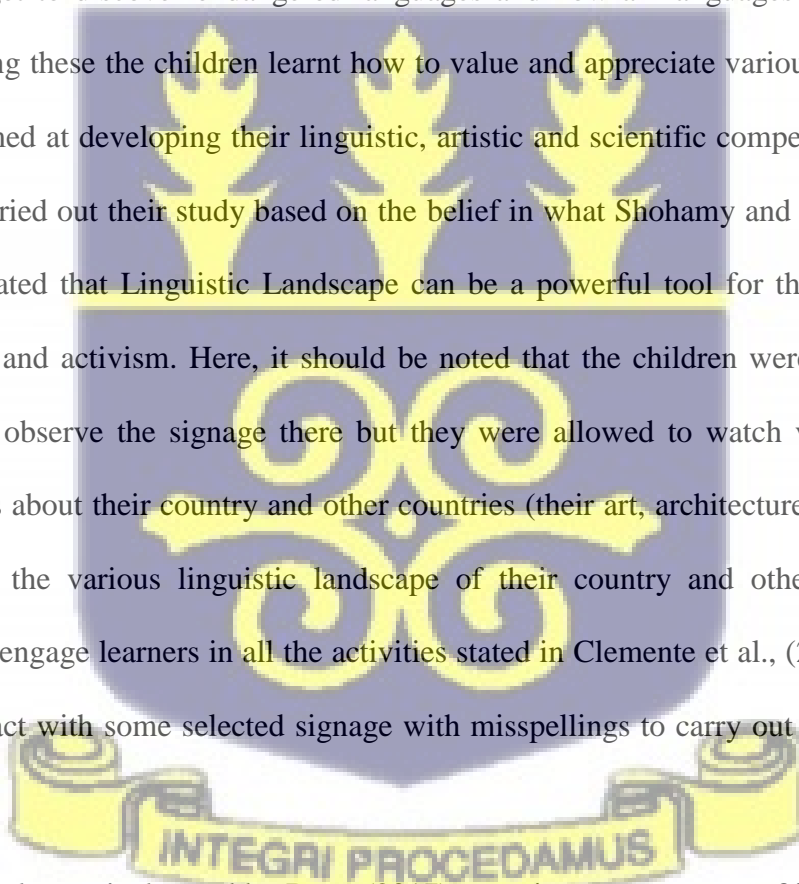 ng these the children learnt how to value and appreciate variou
ned at developing their linguistic, artistic and scientific compe
ried out their study based on the belief in what Shohamy and
ated that Linguistic Landscape can be a powerful tool for th
and activism. Here, it should be noted that the children were
observe the signage there but they were allowed to watch v
s about their country and other countries (their art, architecture
the various linguistic landscape of their country and othe
engage learners in all the activities stated in Clemente et al., (2
act with some selected signage with misspellings to carry out
INTEGRI PROCEDAMUS